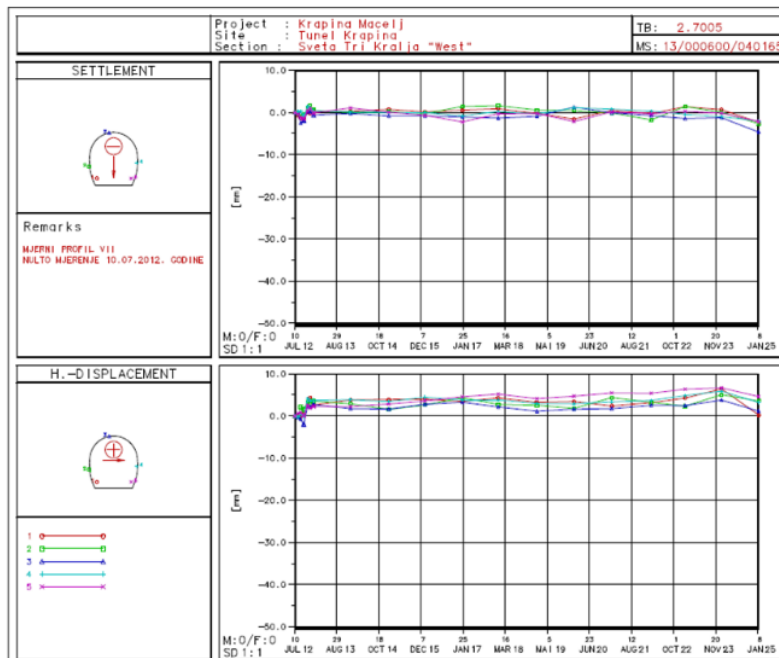 Project : Krapina Macelj
Site : Tunel Krapina
Section : Sveta Tri Kralja "West"
TB: 2.7005
MS: 13/000600/040165
SETTLEMENT
Remarks
MJERNI PROFIL VII
NULTO MJERENJE 10.07.2012. GODINE
10.0
0.0
-10.0
-20.0
-30.0
-40.0
-50.0
[mm]
M:0/F:0
SD 1:1
10 29 18 7 25 16 5 23 12 1 20 8
JUL 12 AUG 13 OCT 14 DEC 15 JAN 17 MAR 18 MAI 19 JUN 20 AUG 21 OCT 22 NOV 23 JAN 25
H.-DISPLACEMENT
1
2
3
4
5
10.0
0.0
-10.0
-20.0
-30.0
-40.0
-50.0
[mm]
M:0/F:0
SD 1:1
10 29 18 7 25 16 5 23 12 1 20 8
JUL 12 AUG 13 OCT 14 DEC 15 JAN 17 MAR 18 MAI 19 JUN 20 AUG 21 OCT 22 NOV 23 JAN 25